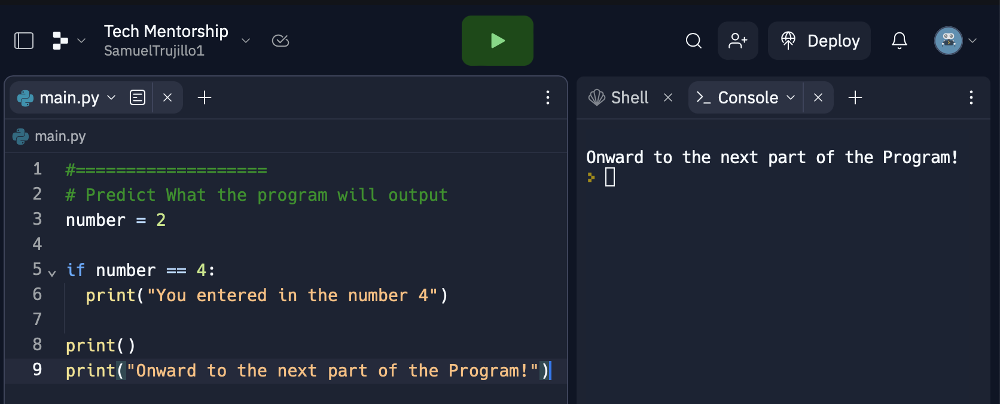 Tech Mentorship
SamuelTrujillo1
Deploy
main.py
Shell
Console
main.py
1 #===================
2 # Predict What the program will output
3 number = 2
4
5 if number == 4:
6 print("You entered in the number 4")
7
8 print()
9 print("Onward to the next part of the Program!")
Onward to the next part of the Program!